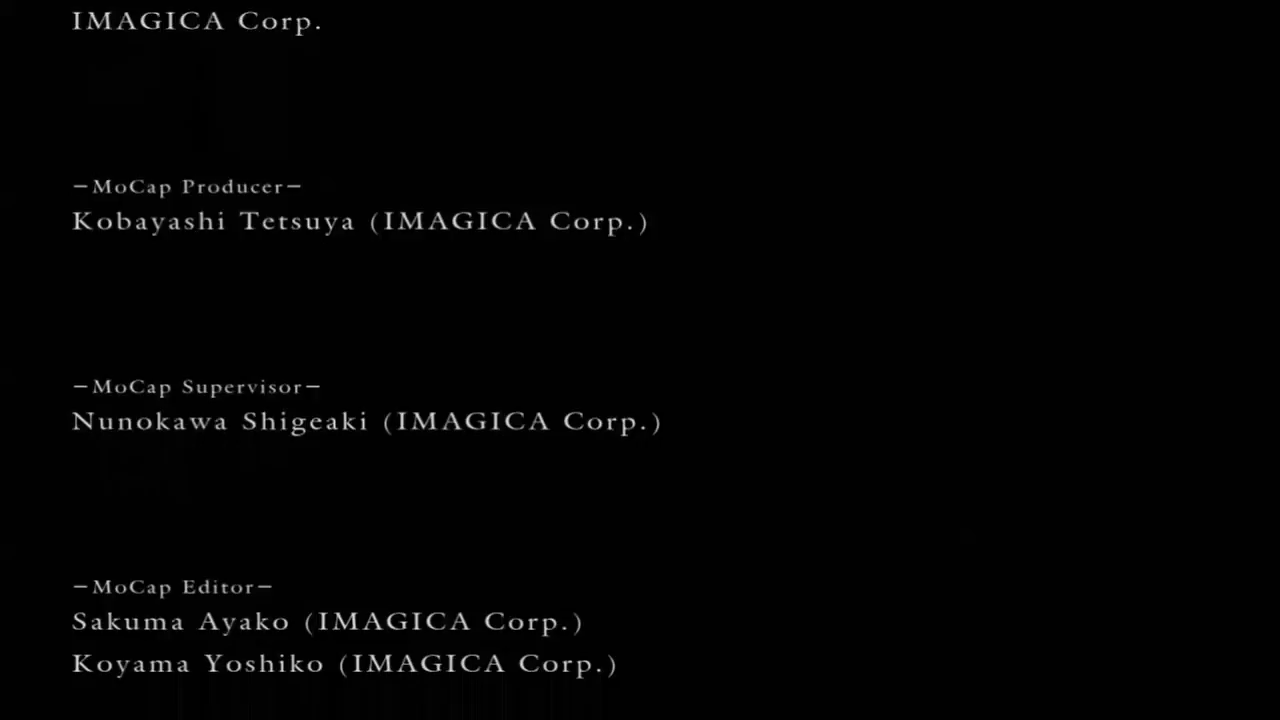 IMAGICA Corp.
—MoCap Producer—
Kobayashi Tetsuya (IMAGICA Corp.)
—MoCap Supervisor—
Nunokawa Shigeaki (IMAGICA Corp.)
—MoCap Editor—
Sakuma Ayako (IMAGICA Corp.)
Koyama Yoshiko (IMAGICA Corp.)